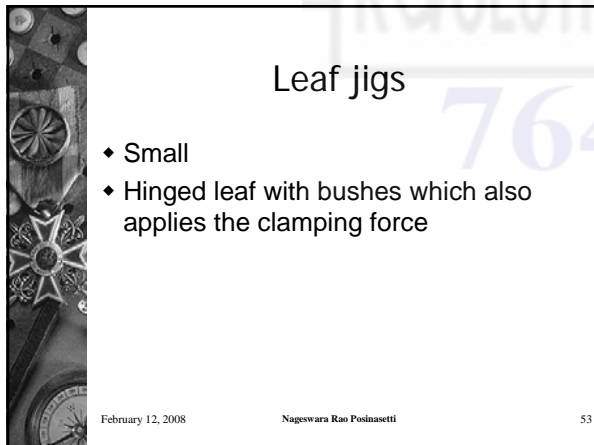 Leaf jigs
◆ Small
◆ Hinged leaf with bushes which also
applies the clamping force
February 12, 2008 Nageswara Rao Posinasetti 53
764